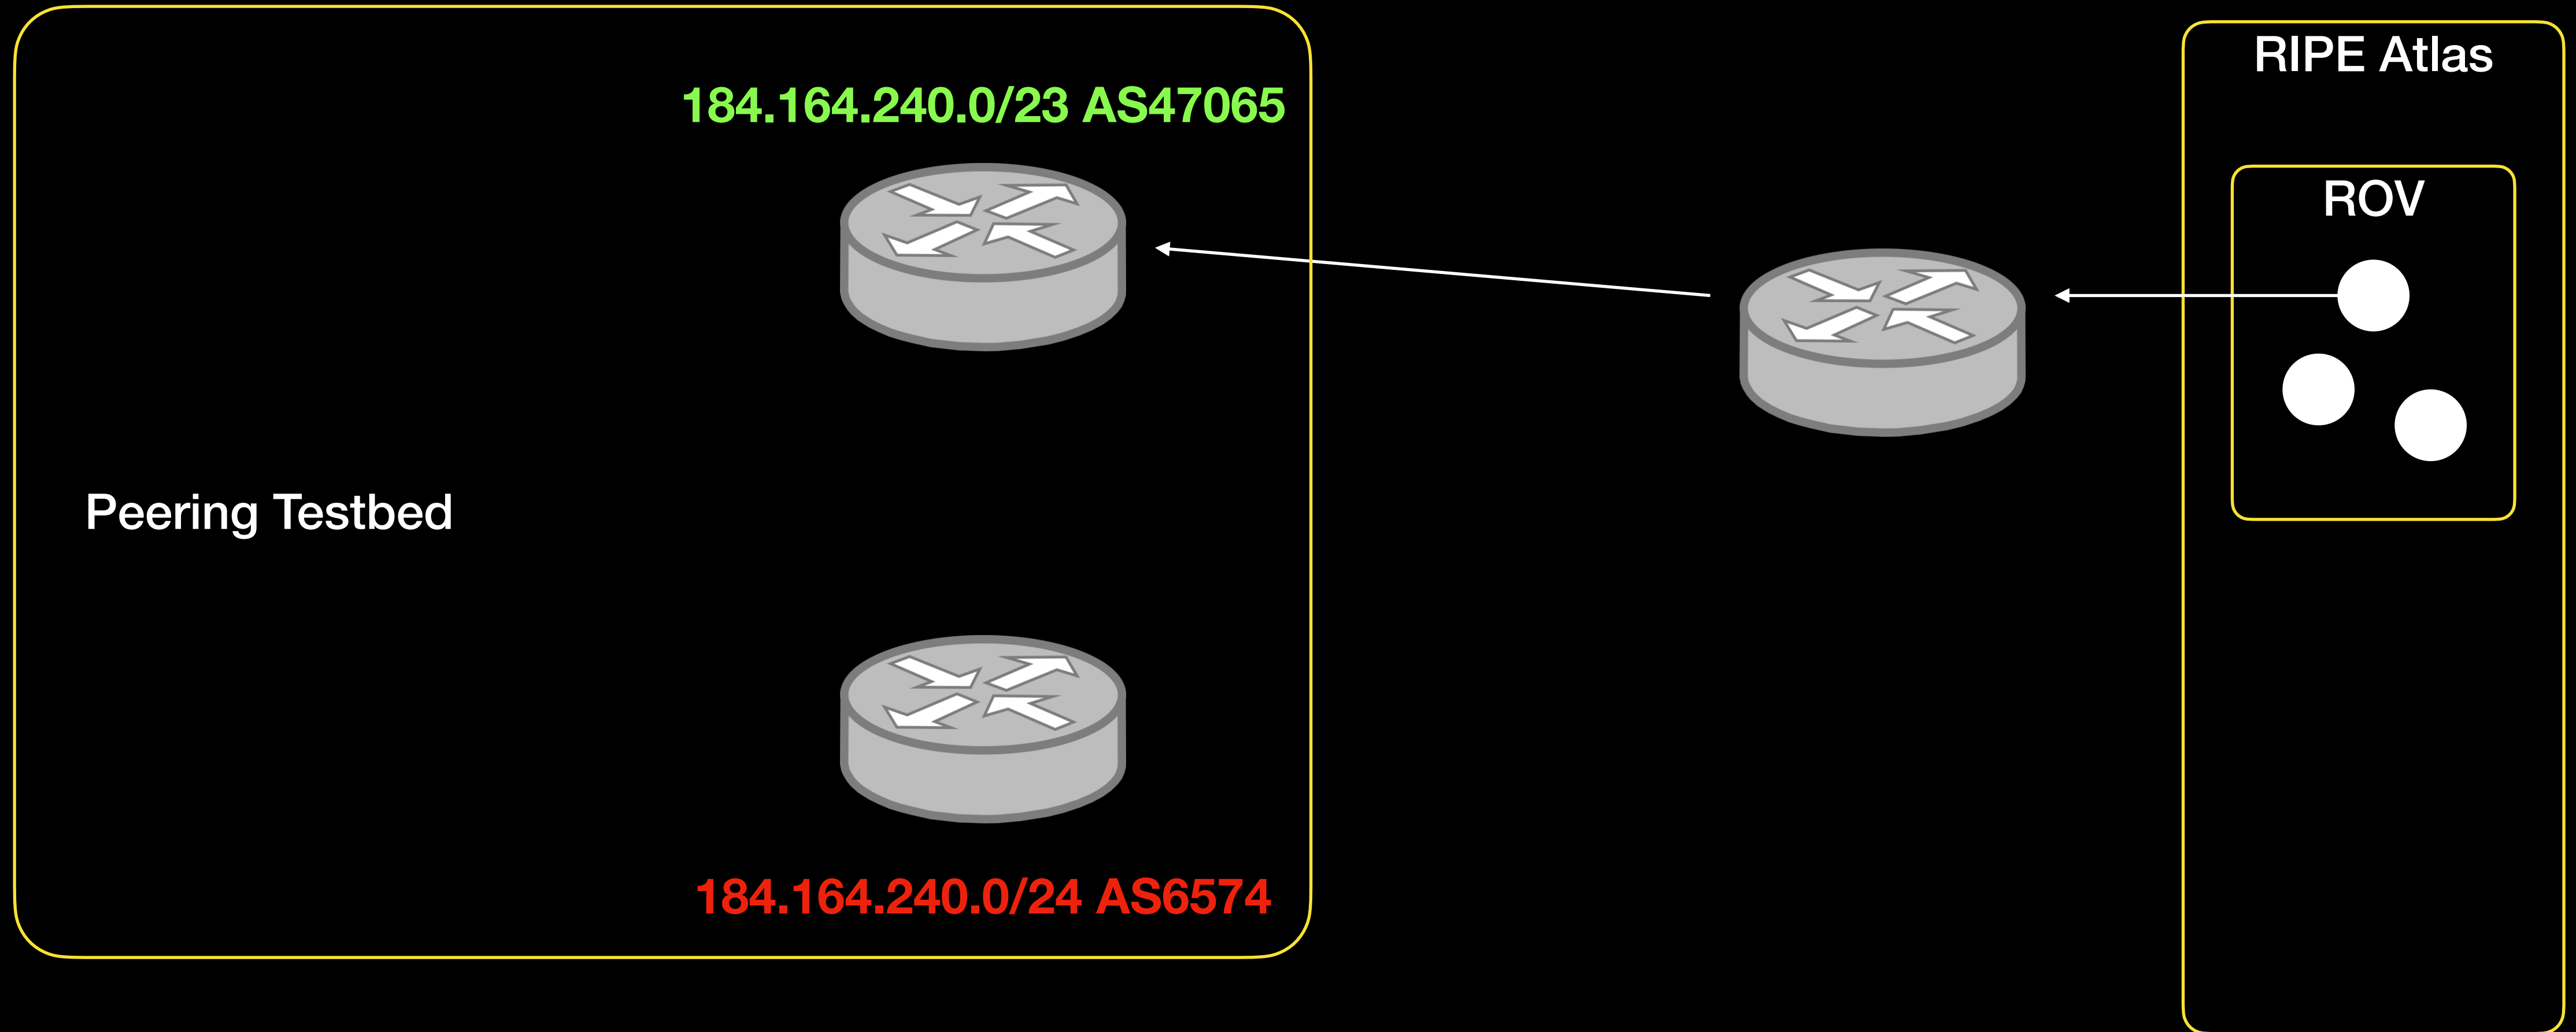 RIPE Atlas
184.164.240.0/23 AS47065
ROV
Peering Testbed
184.164.240.0/24 AS6574